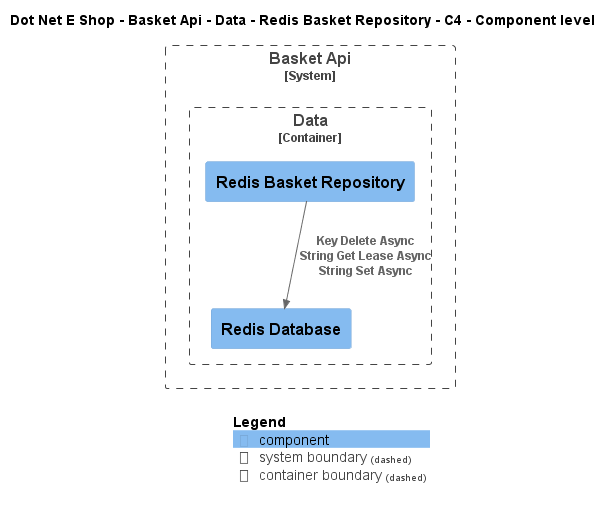 Dot Net E Shop - Basket Api - Data - Redis Basket Repository - C4 - Component level
Basket Api
[System]
Data
[Container]
Redis Basket Repository
Key Delete Async
String Get Lease Async
String Set Async
Redis Database
Legend
component
system boundary (dashed)
container boundary (dashed)